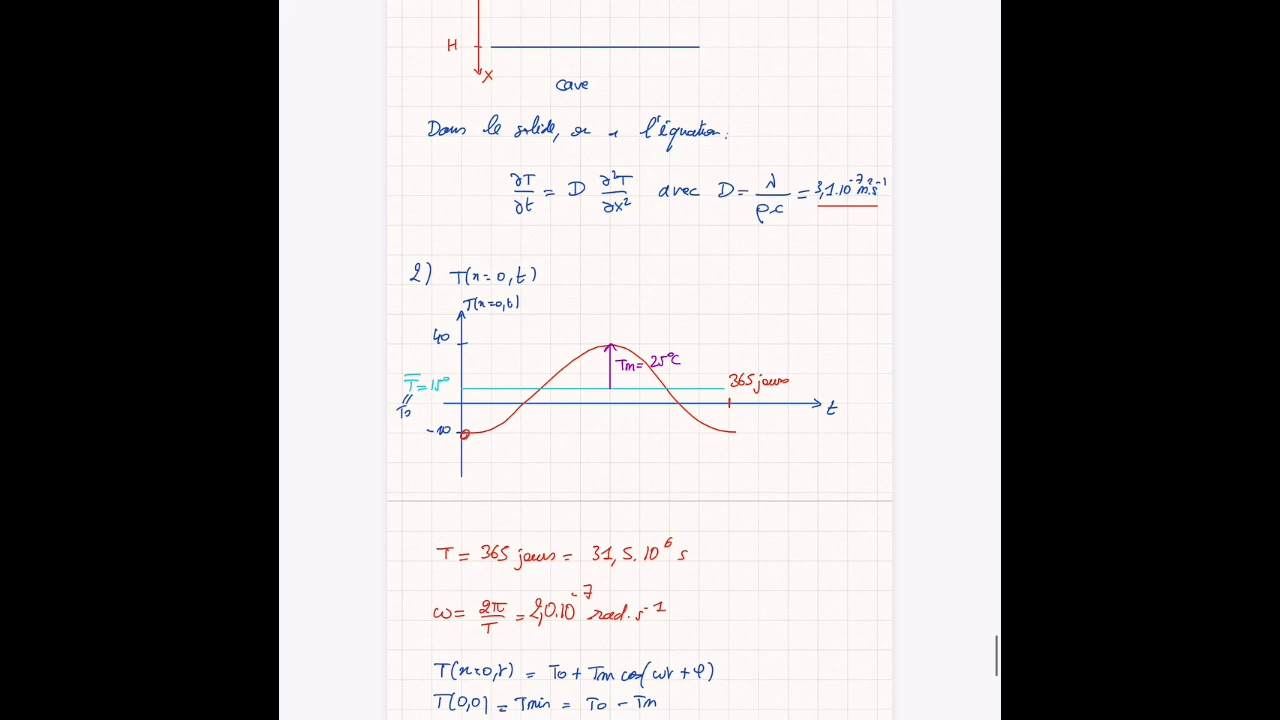 H
x
cave
Dans le solide, on a l'équation:
∂T/∂t = D ∂²T/∂x² avec D = λ/ρ.c = 3,1.10⁻⁷ m².s⁻¹
2) T(x=0,t)
T(x=0,t)
40
Tm = 25°C
T̄ = 15°
365 jours
T0
t
-10
T = 365 jours = 31,5.10⁶ s
ω = 2π/T = 2,0.10⁻⁷ rad.s⁻¹
T(x=0,t) = T0 + Tm cos(ωt + φ)
T(0,0) = Tmin = T0 - Tm